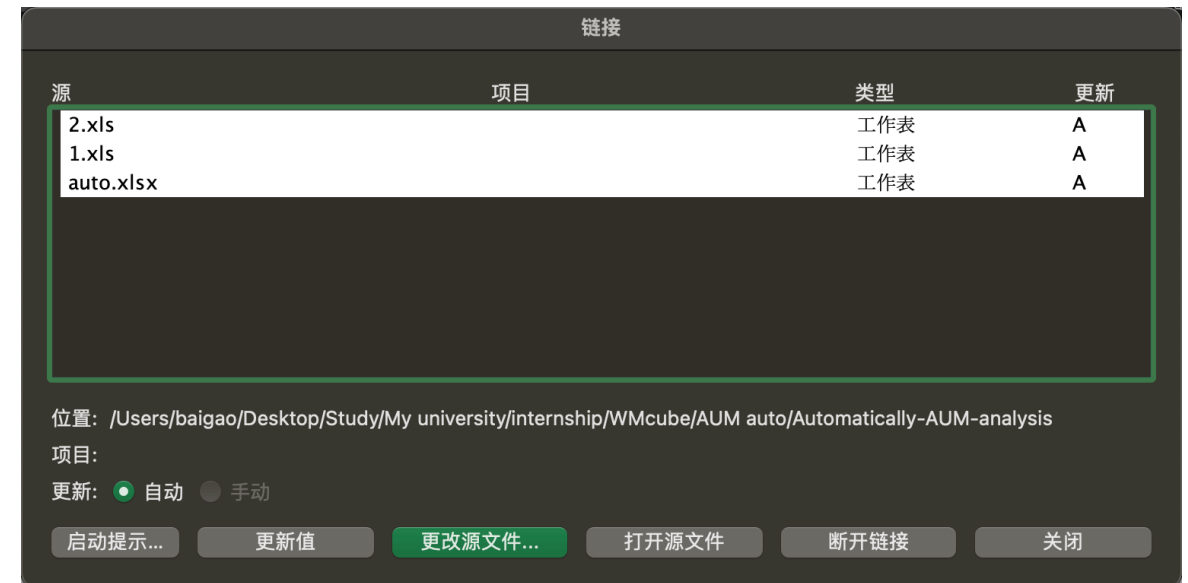 链接
源 项目 类型 更新
2.xls 工作表 A
1.xls 工作表 A
auto.xlsx 工作表 A
位置: /Users/baigao/Desktop/Study/My university/internship/WMcube/AUM auto/Automatically-AUM-analysis
项目:
更新: 自动 手动
启动提示... 更新值 更改源文件... 打开源文件 断开链接 关闭